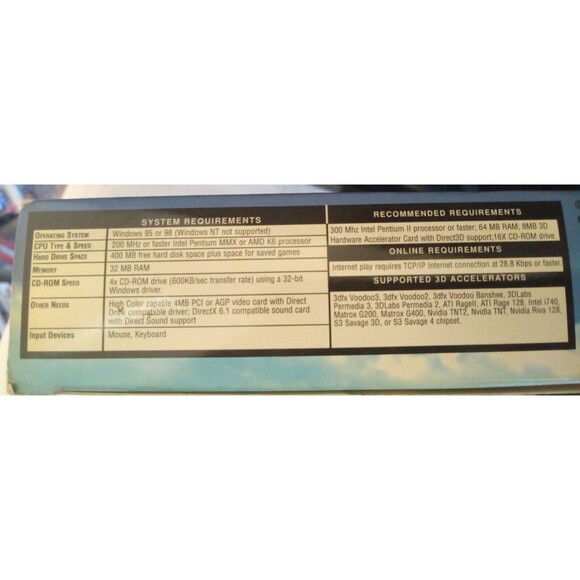 SYSTEM REQUIREMENTS
OPERATING SYSTEM Windows 95 or 98 (Windows NT not supported)
CPU TYPE & SPEED 200 MHz or faster Intel Pentium MMX or AMD K6 processor
HARD DRIVE SPACE 400 MB free hard disk space plus space for saved games
MEMORY 32 MB RAM
CD-ROM SPEED 4x CD-ROM drive (600KB/sec transfer rate) using a 32-bit
Windows driver.
OTHER NEEDS High Color capable 4MB PCI or AGP video card with Direct
Draw compatable driver; DirectX 6.1 compatible sound card
with Direct Sound support
Input Devices Mouse, Keyboard
RECOMMENDED REQUIREMENTS
300 Mhz Intel Pentium II processor or faster; 64 MB RAM; 8MB 3D
Hardware Accelerator Card with Direct3D support;16X CD-ROM drive.
ONLINE REQUIREMENTS
Internet play requires TCP/IP Internet connection at 28.8 Kbps or faster.
SUPPORTED 3D ACCELERATORS
3dfx Voodoo3, 3dfx Voodoo2, 3dfx Voodoo Banshee, 3DLabs
Permedia 3, 3DLabs Permedia 2, ATI RageII, ATI Rage 128, Intel i740,
Matrox G200, Matrox G400, Nvidia TNT2, Nvidia TNT, Nvidia Riva 128,
S3 Savage 3D, or S3 Savage 4 chipset.